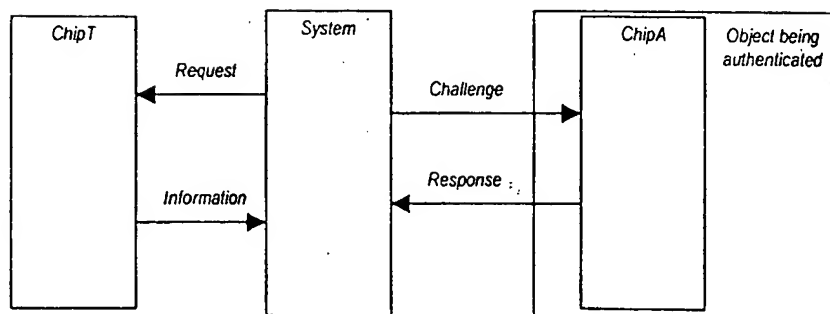 ChipT
System
ChipA
Object being
authenticated
Request
Challenge
Response
Information